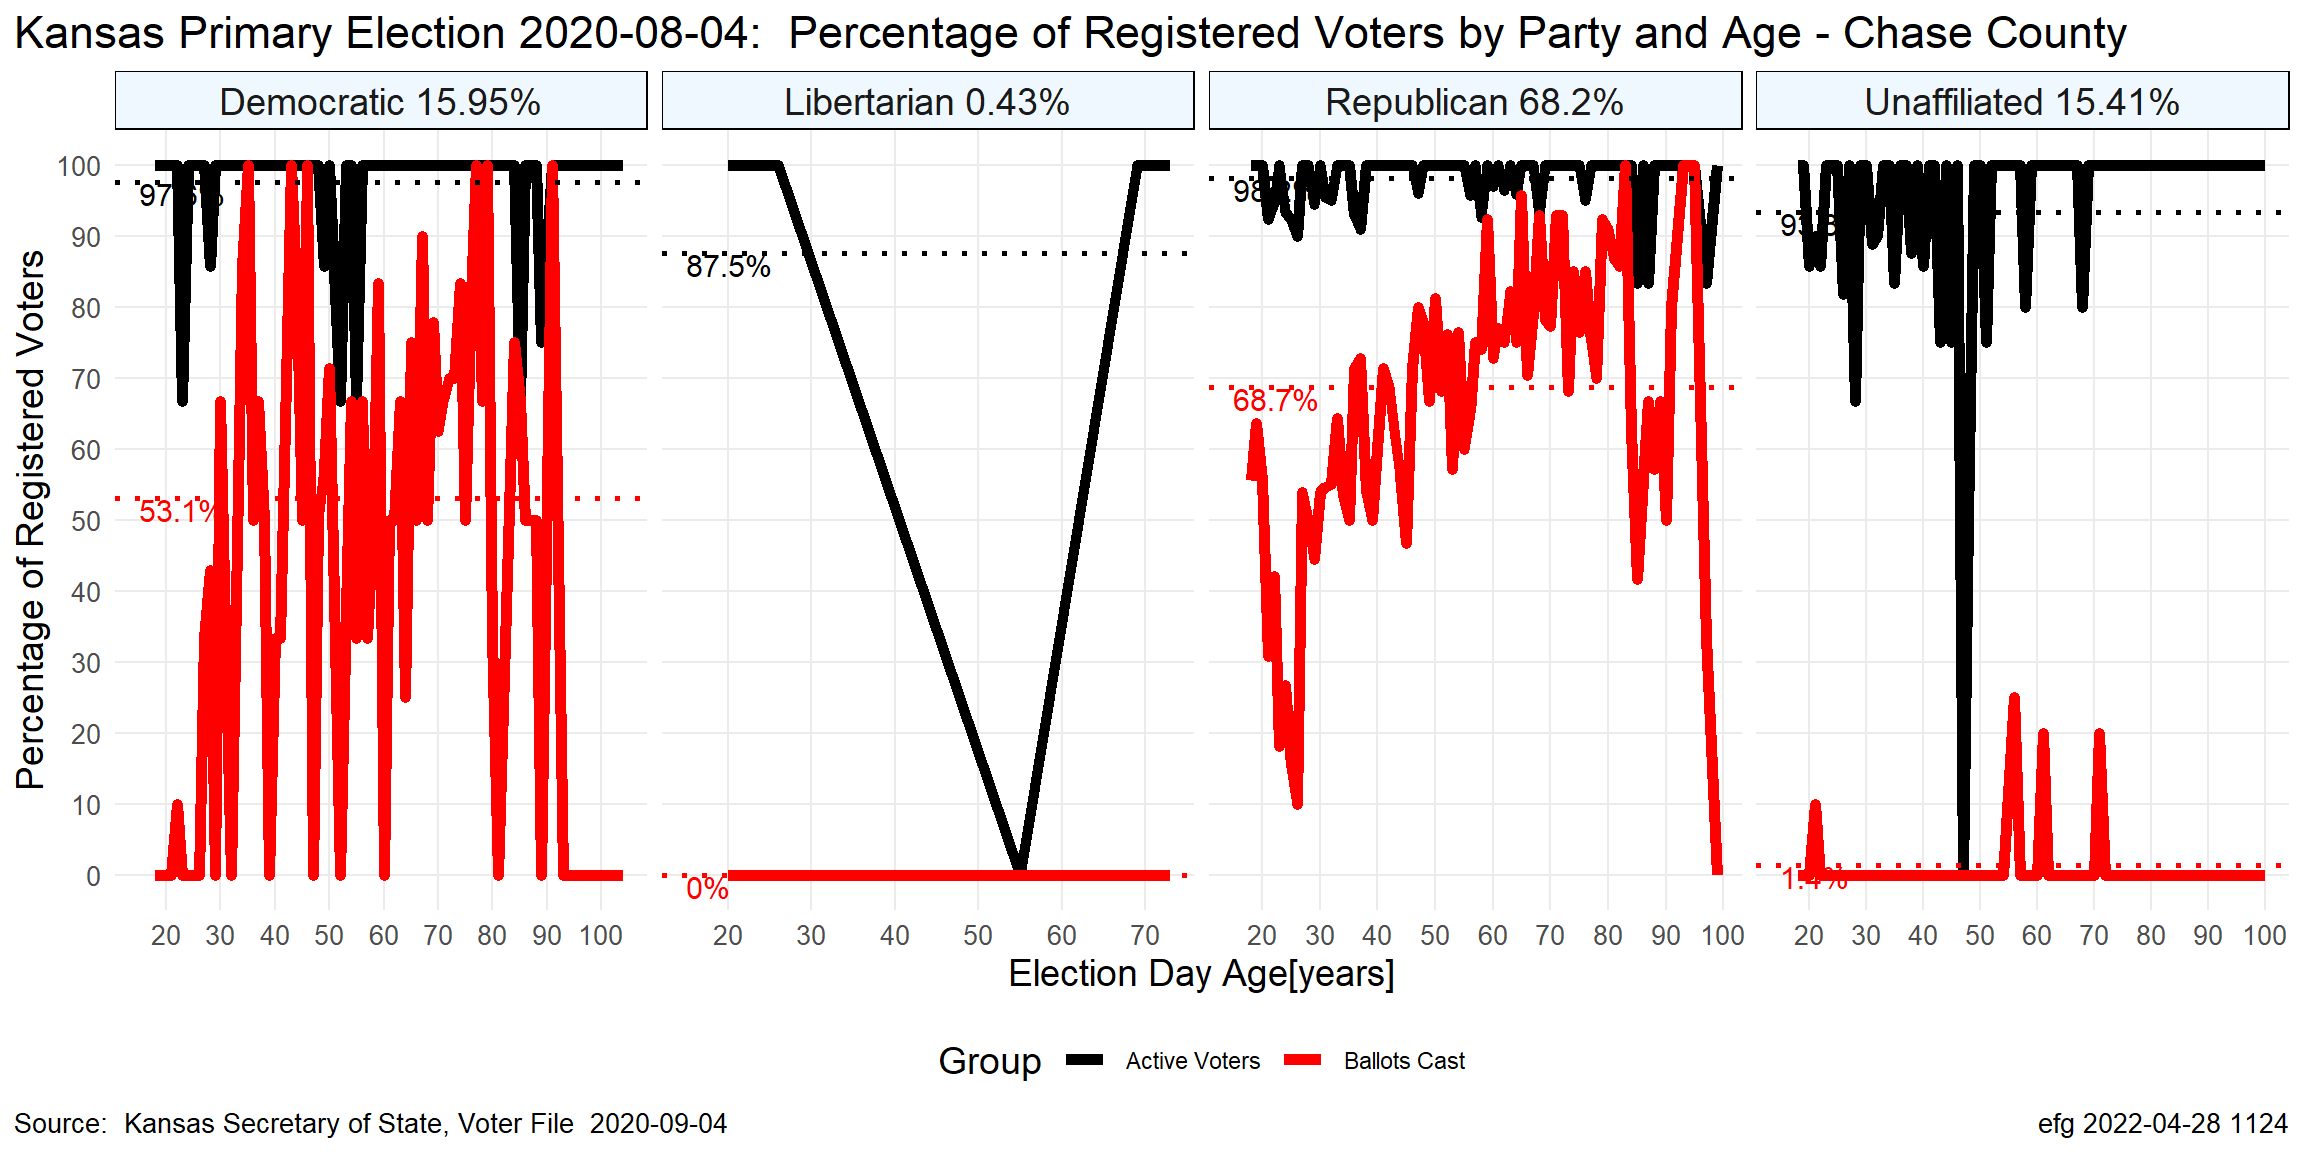 Kansas Primary Election 2020-08-04:  Percentage of Registered Voters by Party and Age - Chase County
Democratic 15.95%
Libertarian 0.43%
Republican 68.2%
Unaffiliated 15.41%
Percentage of Registered Voters
100
90
80
70
60
50
40
30
20
10
0
53.1%
87.5%
0%
68.7%
1.4%
20 30 40 50 60 70 80 90 100
20 30 40 50 60 70
20 30 40 50 60 70 80 90 100
20 30 40 50 60 70 80 90 100
Election Day Age[years]
Group Active Voters Ballots Cast
Source:  Kansas Secretary of State, Voter File  2020-09-04
efg 2022-04-28 1124